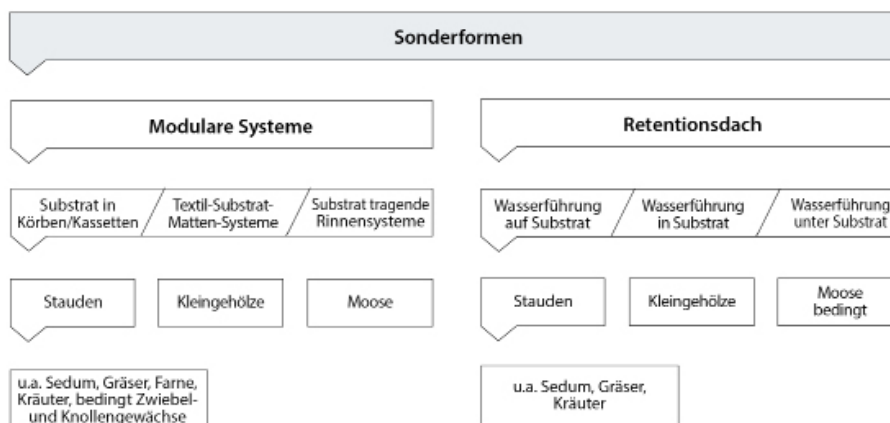 Sonderformen
Modulare Systeme
Retentionsdach
Substrat in
Körben/Kassetten
Textil-Substrat-
Matten-Systeme
Substrat tragende
Rinnensysteme
Wasserführung
auf Substrat
Wasserführung
in Substrat
Wasserführung
unter Substrat
Stauden
Kleingehölze
Moose
Stauden
Kleingehölze
Moose
bedingt
u.a. Sedum, Gräser, Farne,
Kräuter, bedingt Zwiebel-
und Knollengewächse
u.a. Sedum, Gräser,
Kräuter